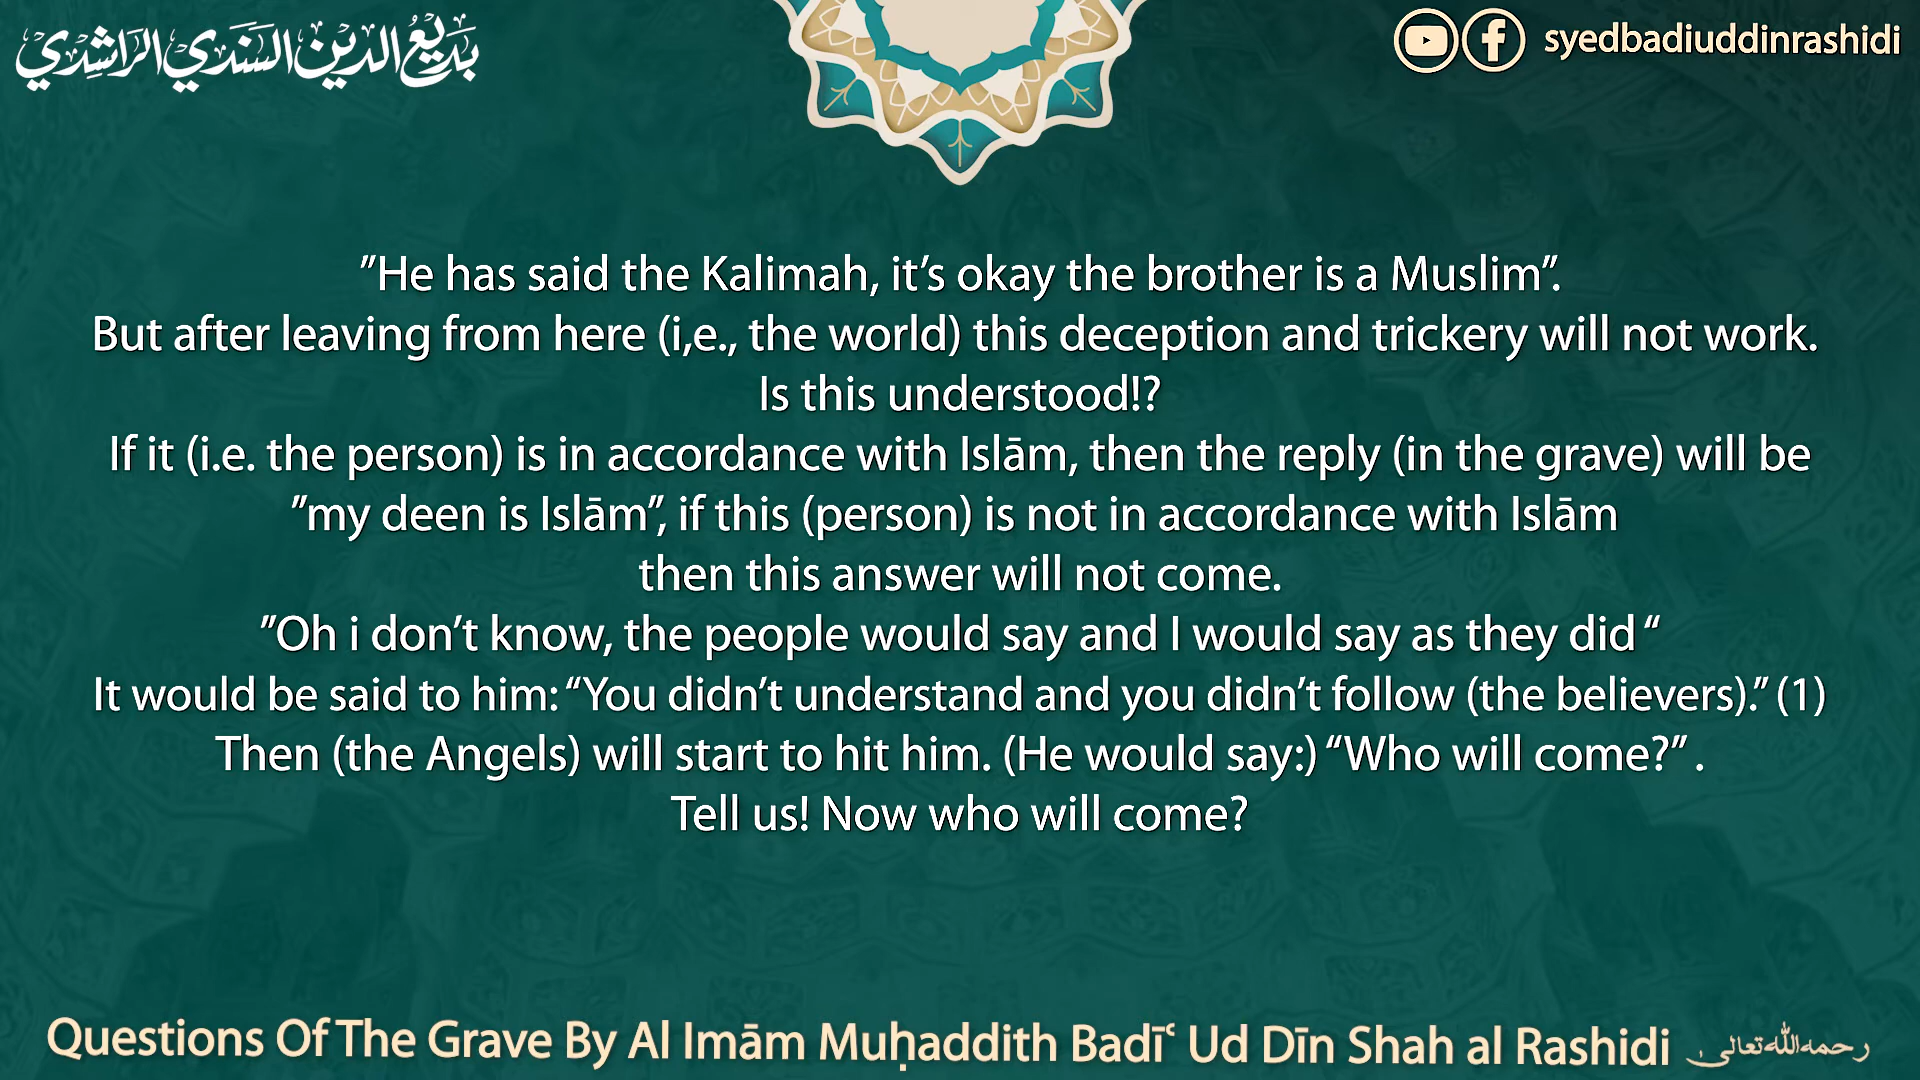 بديع الدين السندي الراشدي
syedbadiuddinrashidi
”He has said the Kalimah, it’s okay the brother is a Muslim”.
But after leaving from here (i,e., the world) this deception and trickery will not work.
Is this understood!?
If it (i.e. the person) is in accordance with Islām, then the reply (in the grave) will be
”my deen is Islām”, if this (person) is not in accordance with Islām
then this answer will not come.
”Oh i don’t know, the people would say and I would say as they did “
It would be said to him: “You didn’t understand and you didn’t follow (the believers).” (1)
Then (the Angels) will start to hit him. (He would say:) “Who will come?” .
Tell us! Now who will come?
Questions Of The Grave By Al Imām Muḥaddith Badīʿ Ud Dīn Shah al Rashidi رحمه الله تعالى